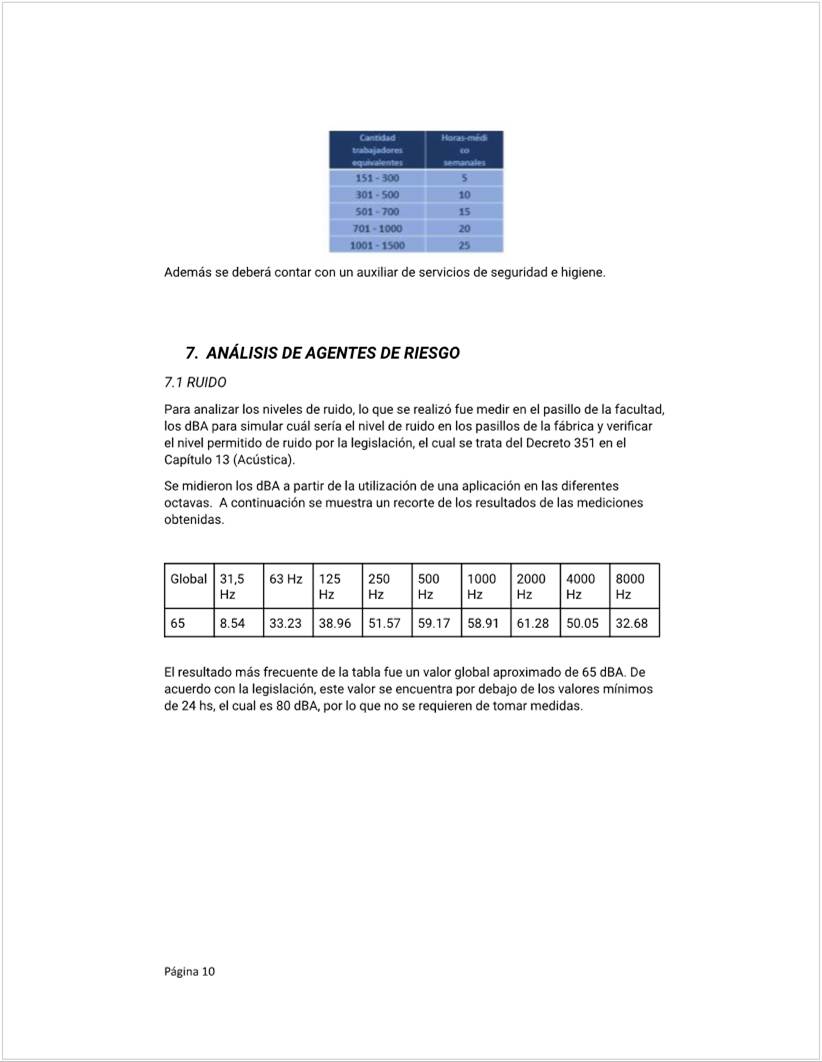 Cantidad trabajadores equivalentes Horas-médi co semanales
151 - 300 5
301 - 500 10
501 - 700 15
701 - 1000 20
1001 - 1500 25
Además se deberá contar con un auxiliar de servicios de seguridad e higiene.
7. ANÁLISIS DE AGENTES DE RIESGO
7.1 RUIDO
Para analizar los niveles de ruido, lo que se realizó fue medir en el pasillo de la facultad,
los dBA para simular cuál sería el nivel de ruido en los pasillos de la fábrica y verificar
el nivel permitido de ruido por la legislación, el cual se trata del Decreto 351 en el
Capítulo 13 (Acústica).
Se midieron los dBA a partir de la utilización de una aplicación en las diferentes
octavas. A continuación se muestra un recorte de los resultados de las mediciones
obtenidas.
Global 31,5 Hz 63 Hz 125 Hz 250 Hz 500 Hz 1000 Hz 2000 Hz 4000 Hz 8000 Hz
65 8.54 33.23 38.96 51.57 59.17 58.91 61.28 50.05 32.68
El resultado más frecuente de la tabla fue un valor global aproximado de 65 dBA. De
acuerdo con la legislación, este valor se encuentra por debajo de los valores mínimos
de 24 hs, el cual es 80 dBA, por lo que no se requieren de tomar medidas.
Página 10